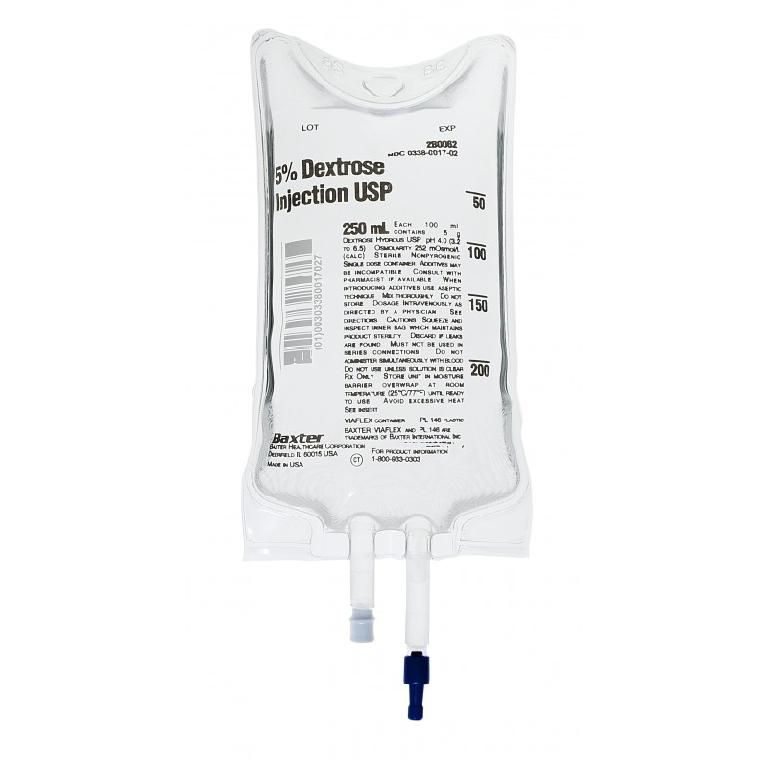 LOT EXP
2B0062
NDC 0338-0017-02
5% Dextrose
Injection USP
50
250 mL EACH 100 ml
CONTAINS 5 g
DEXTROSE HYDROUS USP pH 4.0 (3.2
TO 6.5) OSMOLARITY 252 mOsmol/L
(CALC) STERILE NONPYROGENIC
SINGLE DOSE CONTAINER ADDITIVES MAY
BE INCOMPATIBLE CONSULT WITH
PHARMACIST IF AVAILABLE WHEN
INTRODUCING ADDITIVES USE ASEPTIC
TECHNIQUE MIX THOROUGHLY DO NOT
STORE DOSAGE INTRAVENOUSLY AS
DIRECTED BY A PHYSICIAN SEE
DIRECTIONS CAUTIONS SQUEEZE AND
INSPECT INNER BAG WHICH MAINTAINS
PRODUCT STERILITY DISCARD IF LEAKS
ARE FOUND MUST NOT BE USED IN
SERIES CONNECTIONS DO NOT
ADMINISTER SIMULTANEOUSLY WITH BLOOD
DO NOT USE UNLESS SOLUTION IS CLEAR
RX ONLY STORE UNIT IN MOISTURE
BARRIER OVERWRAP AT ROOM
TEMPERATURE (25°C/77°F) UNTIL READY
TO USE AVOID EXCESSIVE HEAT
SEE INSERT
VIAFLEX CONTAINER PL 146 PLASTIC
BAXTER VIAFLEX AND PL 146 ARE
TRADEMARKS OF BAXTER INTERNATIONAL INC
100
150
200
(01)00303380017027
Baxter
BAXTER HEALTHCARE CORPORATION
DEERFIELD IL 60015 USA
MADE IN USA
CT
FOR PRODUCT INFORMATION
1-800-933-0303